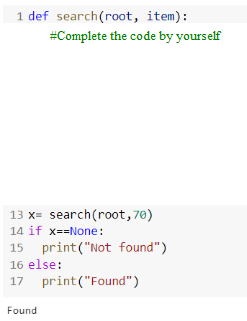 1 def search(root, item):
#Complete the code by yourself
13 x= search(root,70)
14 if x==None:
15   print("Not found")
16 else:
17   print("Found")
Found